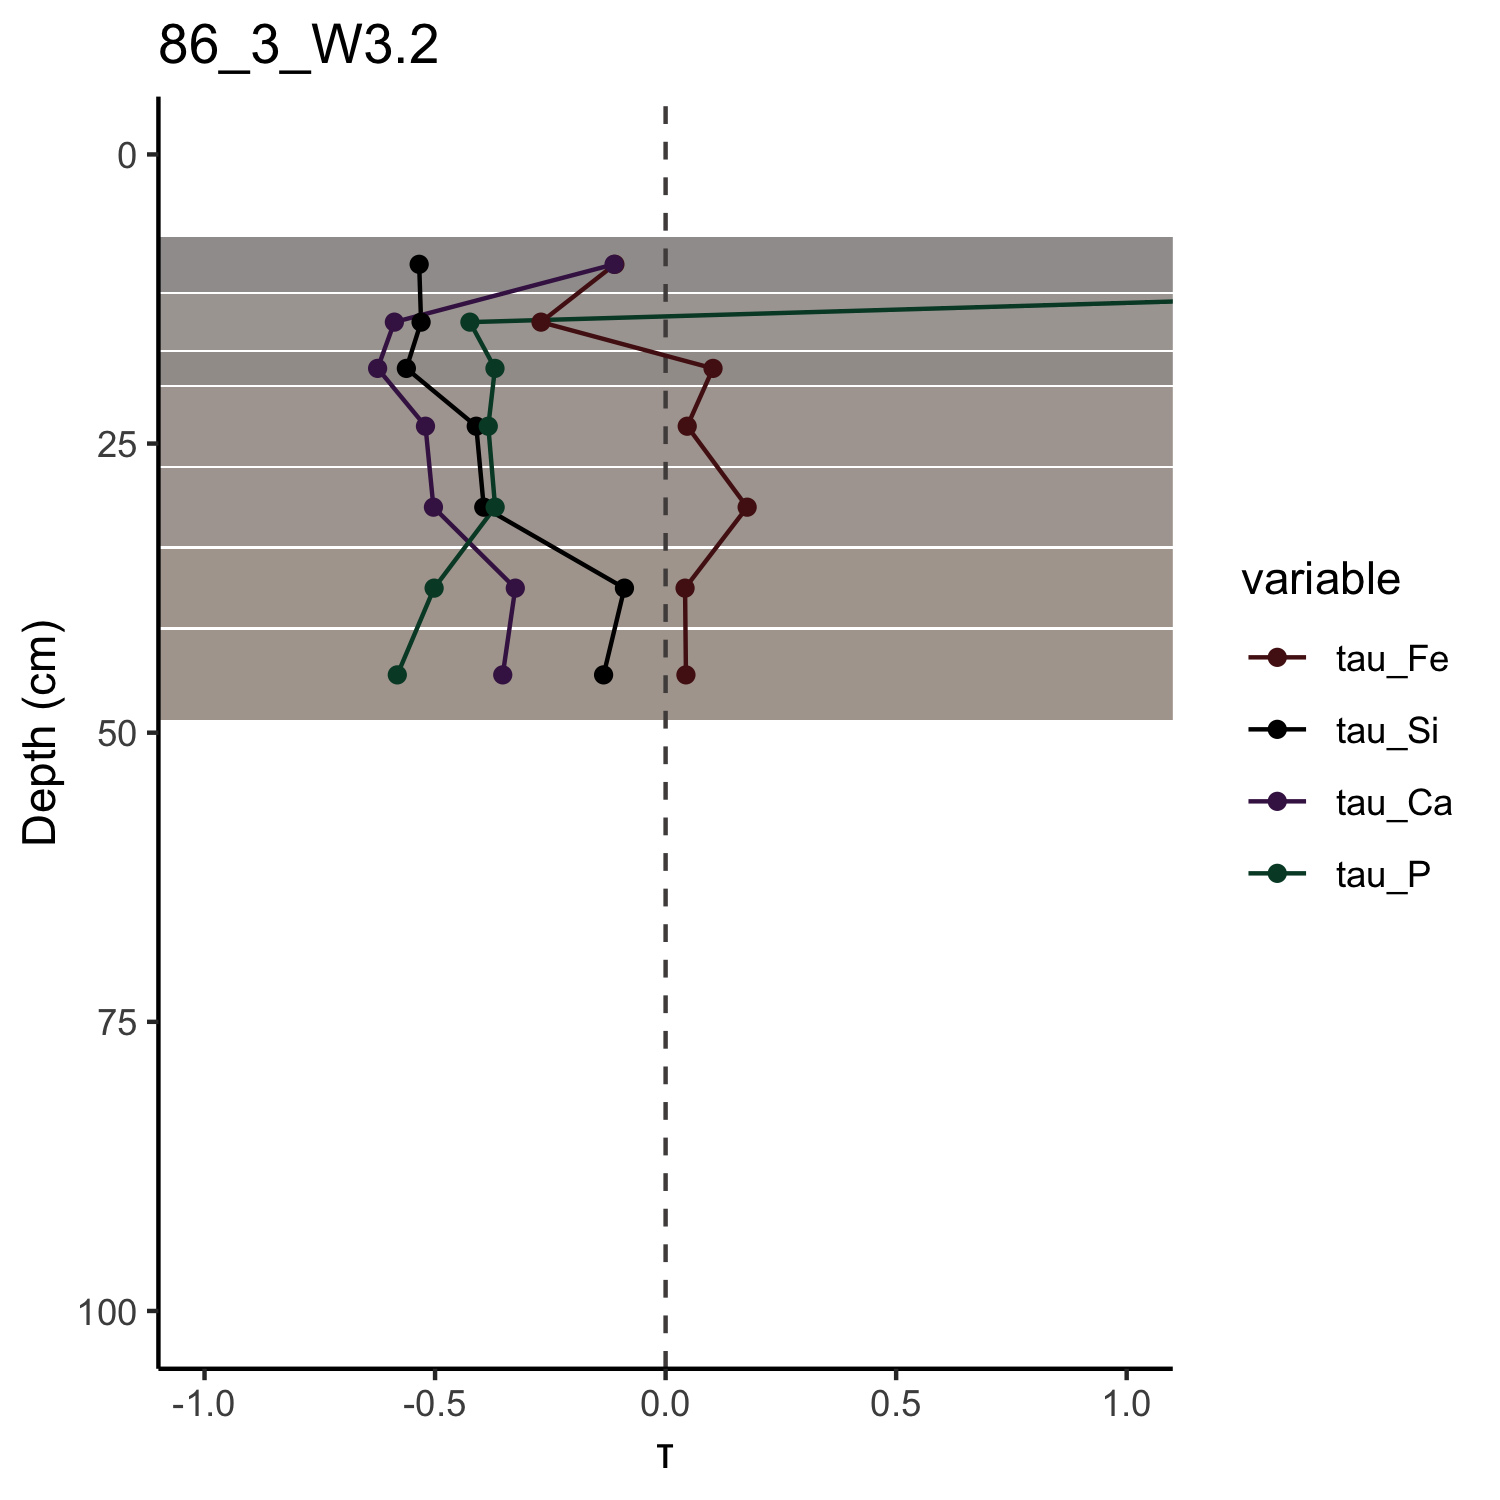 86_3_W3.2
0
25
50
75
100
Depth (cm)
-1.0 -0.5 0.0 0.5 1.0
τ
variable
tau_Fe
tau_Si
tau_Ca
tau_P